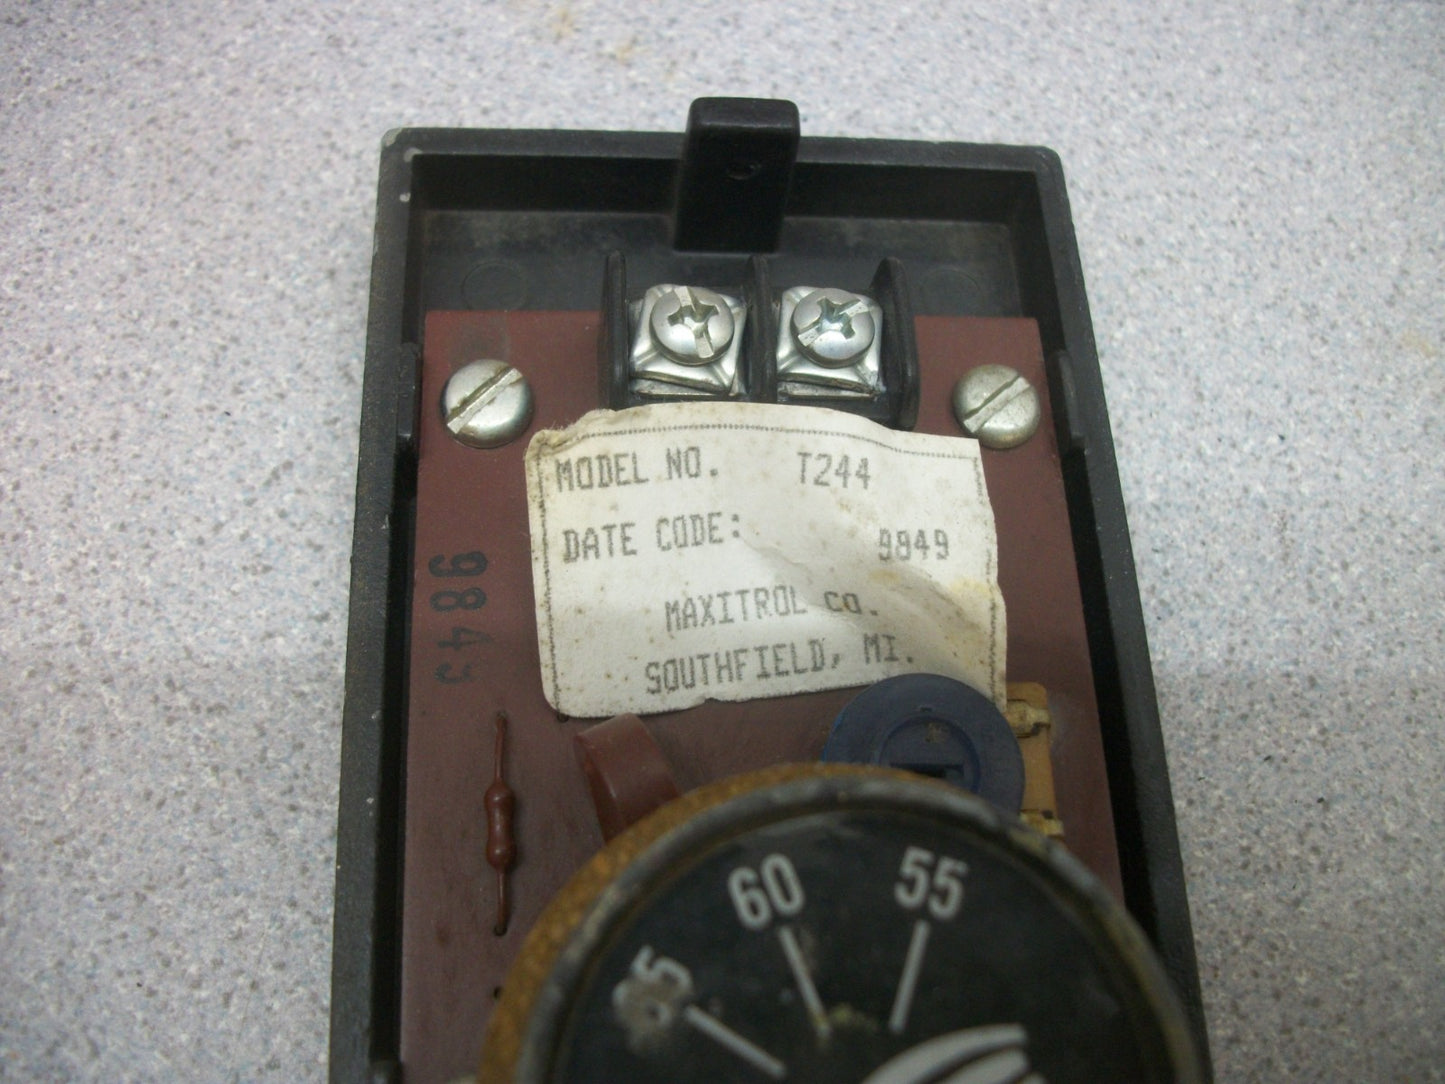 MODEL NO. T244
DATE CODE: 9849
MAXITROL CO.
SOUTHFIELD, MI.
9843
60
55